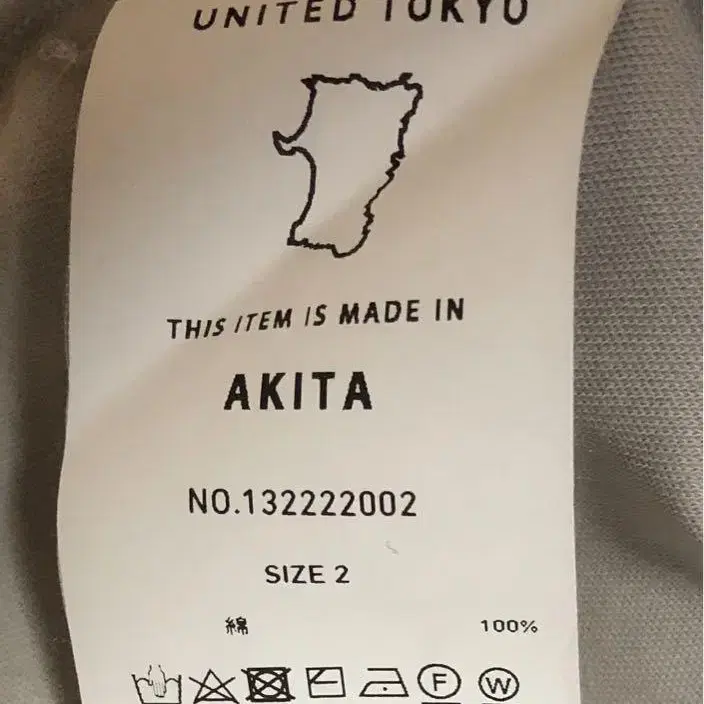 UNITED TOKYO
THIS ITEM IS MADE IN
AKITA
NO.132222002
SIZE 2
綿 100%
F W